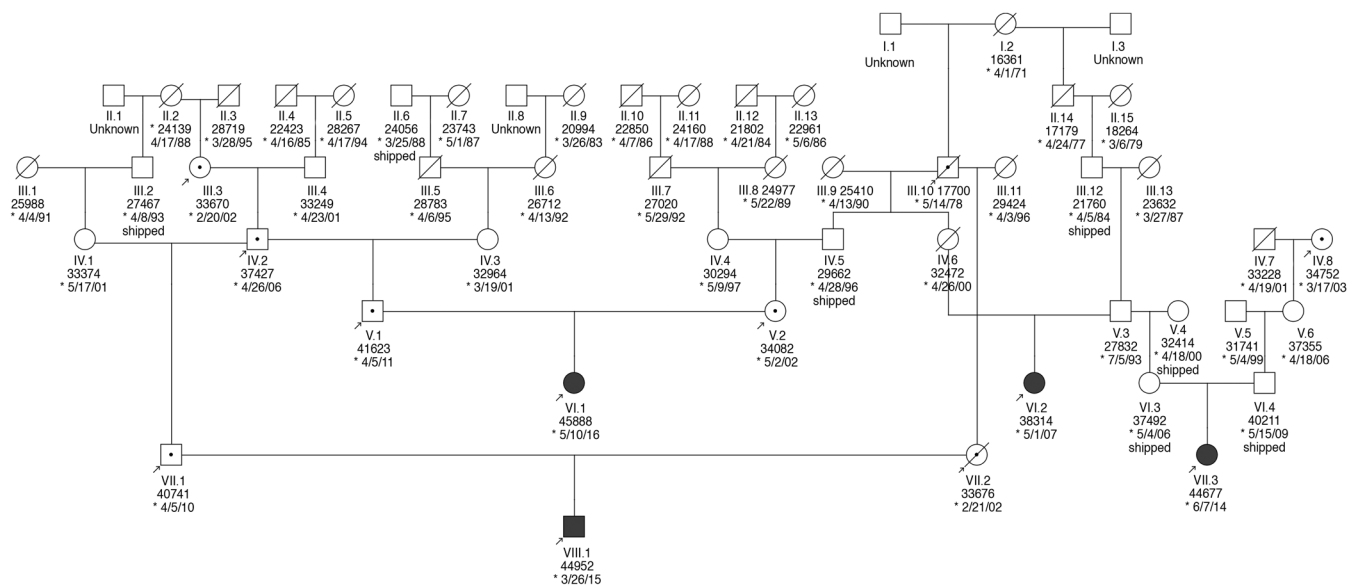 I.1
Unknown
I.2
16361
* 4/1/71
I.3
Unknown
II.1
Unknown
II.2
* 24139
4/17/88
II.3
28719
* 3/28/95
II.4
22423
* 4/16/85
II.5
28267
* 4/17/94
II.6
24056
* 3/25/88
shipped
II.7
23743
* 5/1/87
II.8
Unknown
II.9
20994
* 3/26/83
II.10
22850
* 4/7/86
II.11
24160
* 4/17/88
II.12
21802
* 4/21/84
II.13
22961
* 5/6/86
II.14
17179
* 4/24/77
II.15
18264
* 3/6/79
III.1
25988
* 4/4/91
III.2
27467
* 4/8/93
shipped
III.3
33670
* 2/20/02
III.4
33249
* 4/23/01
III.5
28783
* 4/6/95
III.6
26712
* 4/13/92
III.7
27020
* 5/29/92
III.8 24977
* 5/22/89
III.9 25410
* 4/13/90
III.10 17700
* 5/14/78
III.11
29424
* 4/3/96
III.12
21760
* 4/5/84
shipped
III.13
23632
* 3/27/87
IV.1
33374
* 5/17/01
IV.2
37427
* 4/26/06
IV.3
32964
* 3/19/01
IV.4
30294
* 5/9/97
IV.5
29662
* 4/28/96
shipped
IV.6
32472
* 4/26/00
IV.7
33228
* 4/19/01
IV.8
34752
* 3/17/03
V.1
41623
* 4/5/11
V.2
34082
* 5/2/02
V.3
27832
* 7/5/93
V.4
32414
* 4/18/00
shipped
V.5
31741
* 5/4/99
V.6
37355
* 4/18/06
VI.1
45888
* 5/10/16
VI.2
38314
* 5/1/07
VI.3
37492
* 5/4/06
shipped
VI.4
40211
* 5/15/09
shipped
VII.1
40741
* 4/5/10
VII.2
33676
* 2/21/02
VII.3
44677
* 6/7/14
VIII.1
44952
* 3/26/15